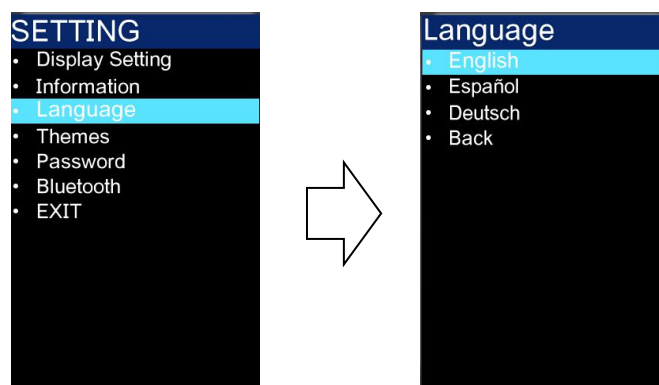 SETTING
• Display Setting
• Information
• Language
• Themes
• Password
• Bluetooth
• EXIT
Language
• English
• Español
• Deutsch
• Back